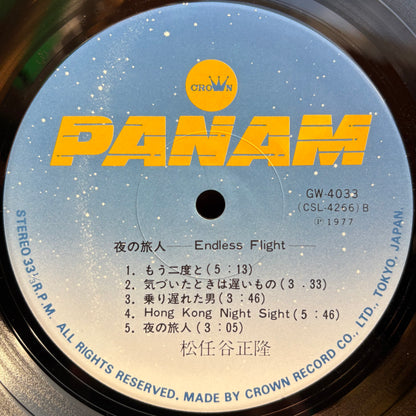 CROWN
PANAM
GW-4033
(CSL-4266) B
Ⓟ 1977
STEREO 33⅓ R.P.M.
夜の旅人——Endless Flight——
1. もう二度と(5:13)
2. 気づいたときは遅いもの(3.33)
3. 乗り遅れた男(3:46)
4. Hong Kong Night Sight(5:46)
5. 夜の旅人(3:05)
松任谷正隆
ALL RIGHTS RESERVED. MADE BY CROWN RECORD CO., LTD. TOKYO, JAPAN.